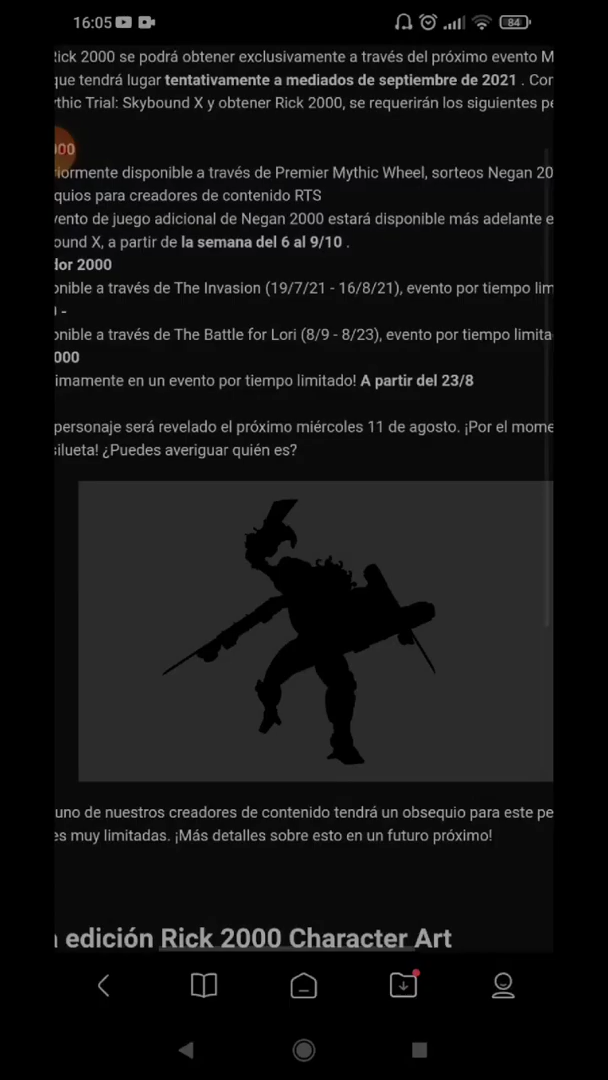 16:05
84
Rick 2000 se podrá obtener exclusivamente a través del próximo evento M
que tendrá lugar tentativamente a mediados de septiembre de 2021 . Con
ythic Trial: Skybound X y obtener Rick 2000, se requerirán los siguientes pe
000
riormente disponible a través de Premier Mythic Wheel, sorteos Negan 20
quios para creadores de contenido RTS
vento de juego adicional de Negan 2000 estará disponible más adelante e
ound X, a partir de la semana del 6 al 9/10 .
dor 2000
onible a través de The Invasion (19/7/21 - 16/8/21), evento por tiempo lim
) -
onible a través de The Battle for Lori (8/9 - 8/23), evento por tiempo limita
000
imamente en un evento por tiempo limitado! A partir del 23/8
personaje será revelado el próximo miércoles 11 de agosto. ¡Por el mome
silueta! ¿Puedes averiguar quién es?
uno de nuestros creadores de contenido tendrá un obsequio para este pe
es muy limitadas. ¡Más detalles sobre esto en un futuro próximo!
edición Rick 2000 Character Art